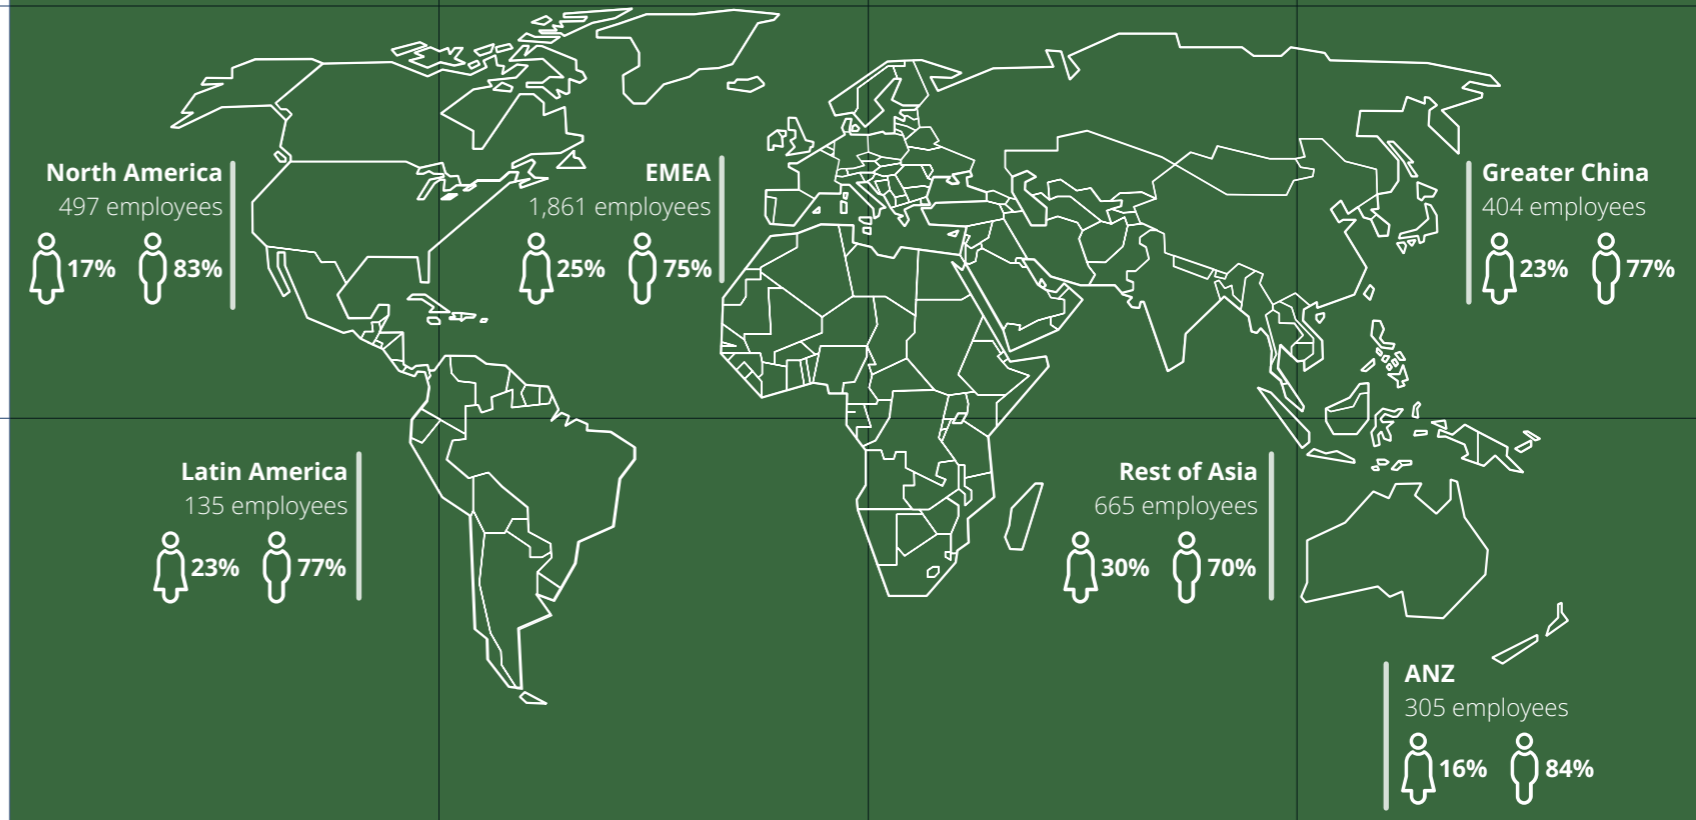 North America
497 employees
17% 83%
EMEA
1,861 employees
25% 75%
Greater China
404 employees
23% 77%
Latin America
135 employees
23% 77%
Rest of Asia
665 employees
30% 70%
ANZ
305 employees
16% 84%